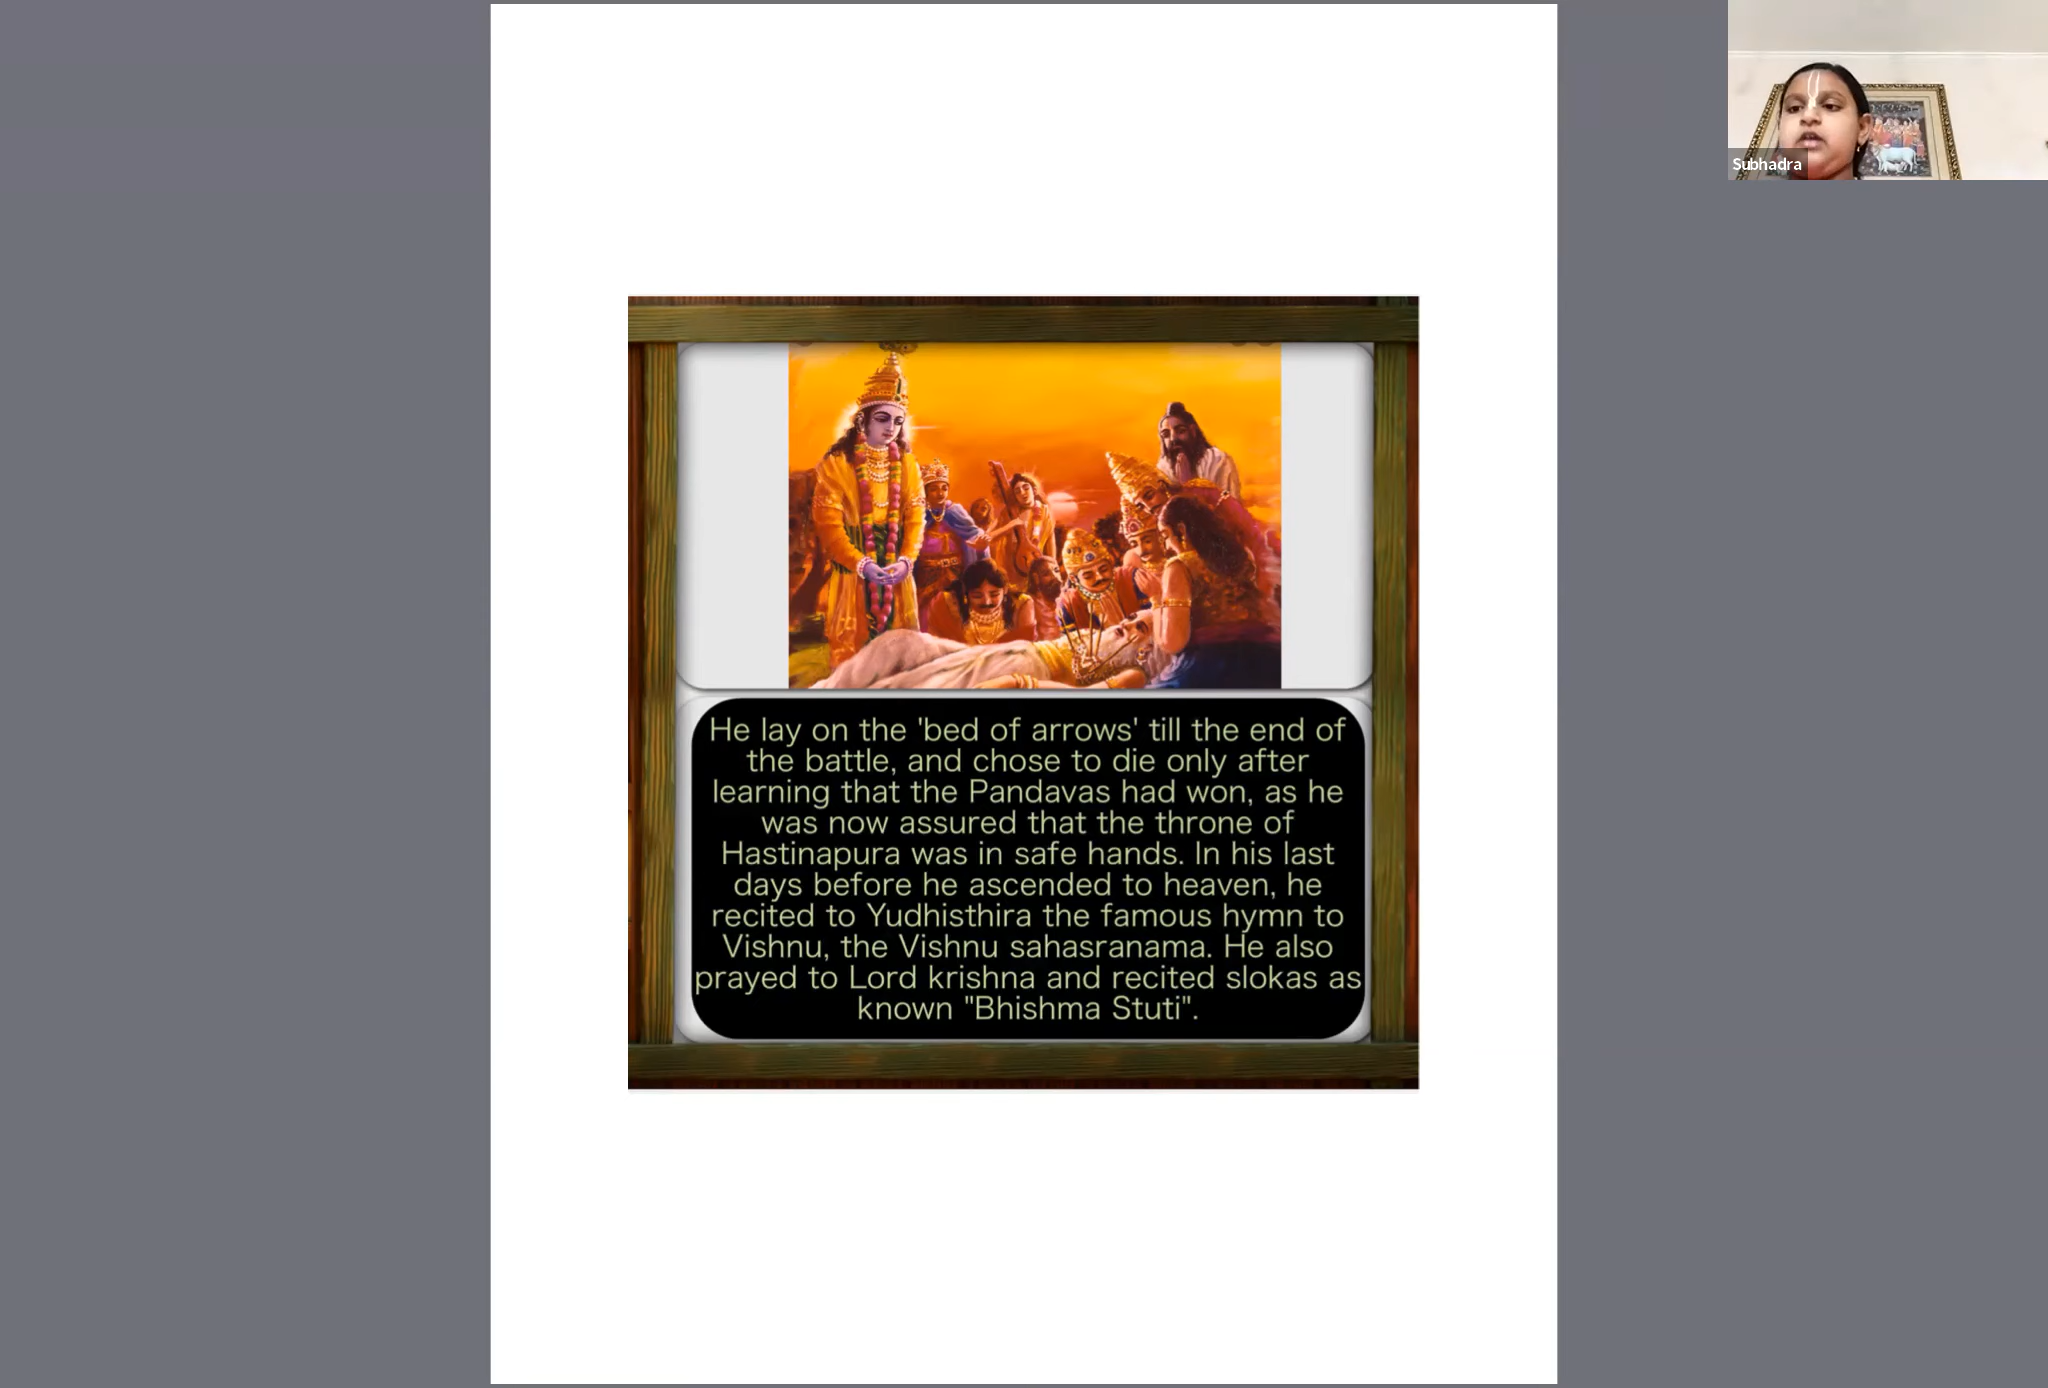 Subhadra
He lay on the 'bed of arrows' till the end of
the battle, and chose to die only after
learning that the Pandavas had won, as he
was now assured that the throne of
Hastinapura was in safe hands. In his last
days before he ascended to heaven, he
recited to Yudhisthira the famous hymn to
Vishnu, the Vishnu sahasranama. He also
prayed to Lord krishna and recited slokas as
known "Bhishma Stuti".